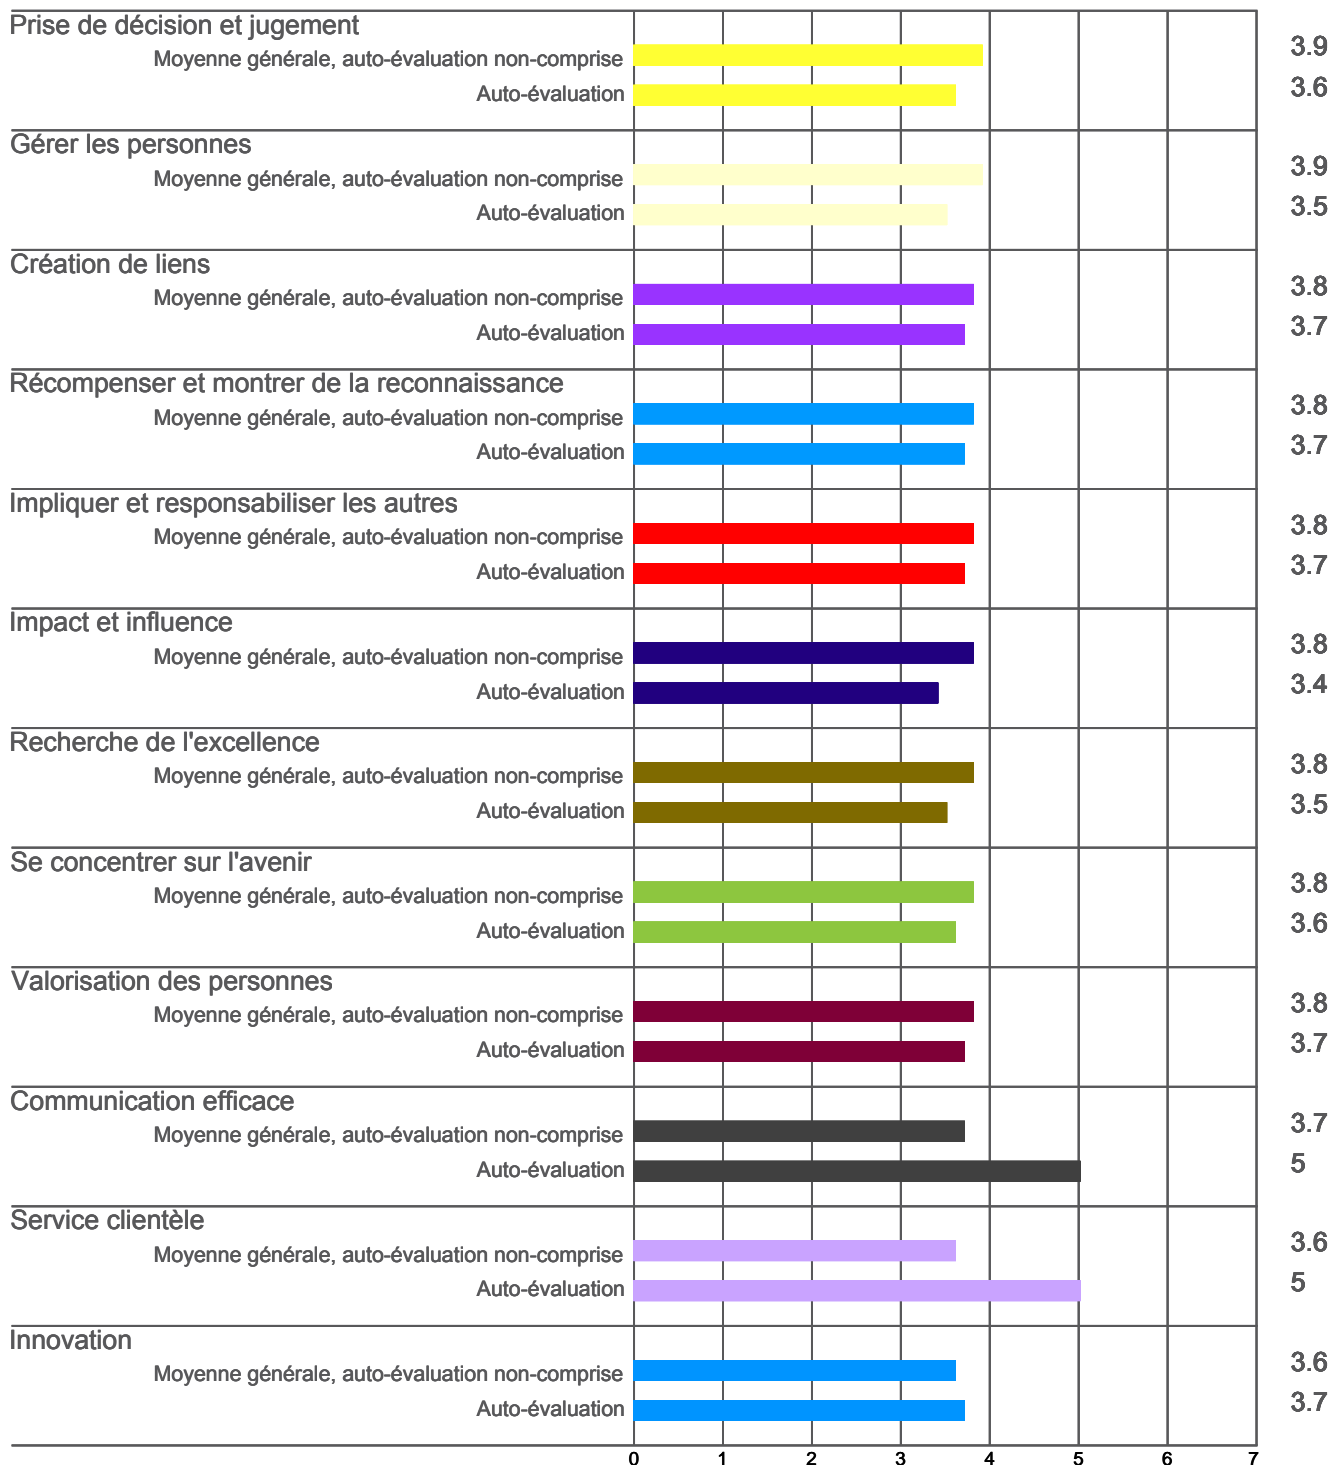 Prise de décision et jugement
Moyenne générale, auto-évaluation non-comprise 3.9
Auto-évaluation 3.6
Gérer les personnes
Moyenne générale, auto-évaluation non-comprise 3.9
Auto-évaluation 3.5
Création de liens
Moyenne générale, auto-évaluation non-comprise 3.8
Auto-évaluation 3.7
Récompenser et montrer de la reconnaissance
Moyenne générale, auto-évaluation non-comprise 3.8
Auto-évaluation 3.7
Impliquer et responsabiliser les autres
Moyenne générale, auto-évaluation non-comprise 3.8
Auto-évaluation 3.7
Impact et influence
Moyenne générale, auto-évaluation non-comprise 3.8
Auto-évaluation 3.4
Recherche de l'excellence
Moyenne générale, auto-évaluation non-comprise 3.8
Auto-évaluation 3.5
Se concentrer sur l'avenir
Moyenne générale, auto-évaluation non-comprise 3.8
Auto-évaluation 3.6
Valorisation des personnes
Moyenne générale, auto-évaluation non-comprise 3.8
Auto-évaluation 3.7
Communication efficace
Moyenne générale, auto-évaluation non-comprise 3.7
Auto-évaluation 5
Service clientèle
Moyenne générale, auto-évaluation non-comprise 3.6
Auto-évaluation 5
Innovation
Moyenne générale, auto-évaluation non-comprise 3.6
Auto-évaluation 3.7
0 1 2 3 4 5 6 7